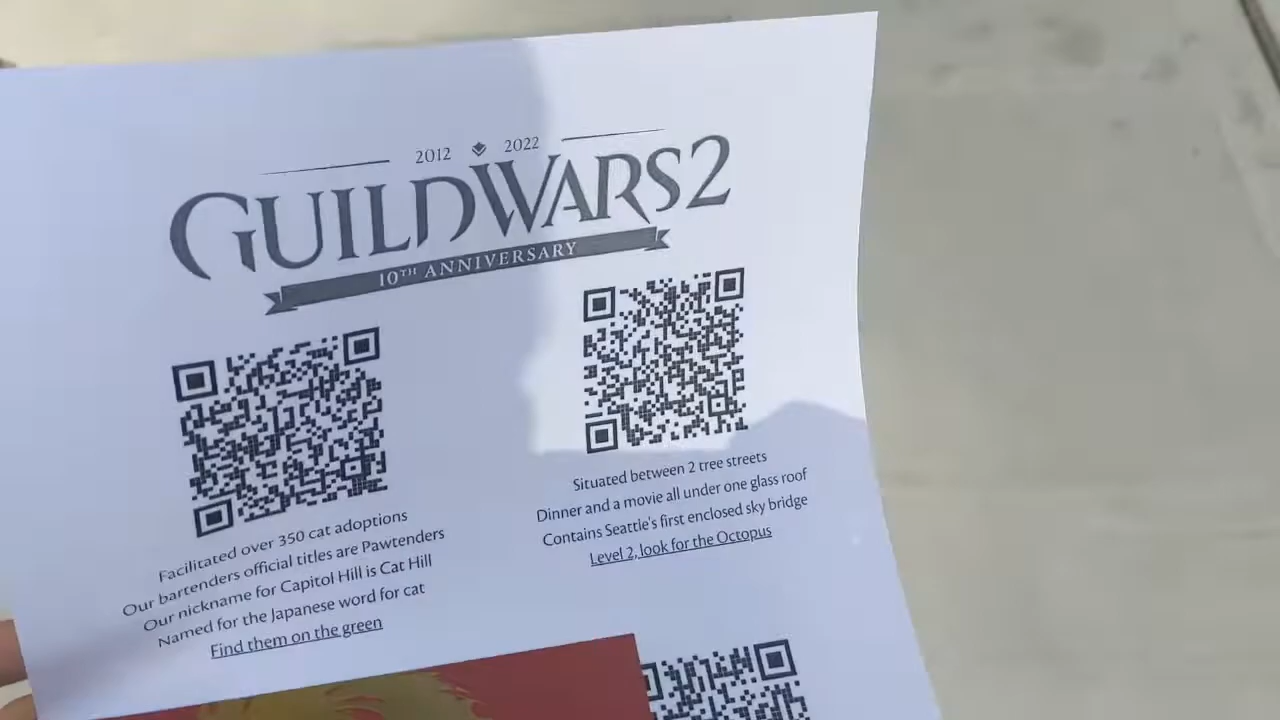 2012 2022
GUILD WARS 2
10TH ANNIVERSARY
Facilitated over 350 cat adoptions
Our bartenders official titles are Pawtenders
Our nickname for Capitol Hill is Cat Hill
Named for the Japanese word for cat
Find them on the green
Situated between 2 tree streets
Dinner and a movie all under one glass roof
Contains Seattle's first enclosed sky bridge
Level 2, look for the Octopus